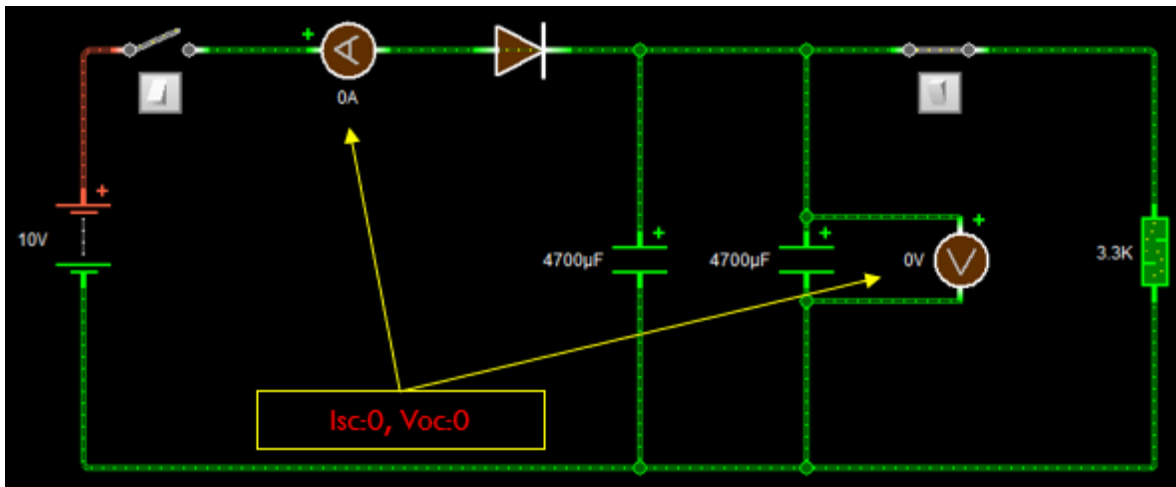 +
+
0A
+
10V
+
4700µF
+
4700µF
+
0V
3.3K
Isc:0, Voc:0